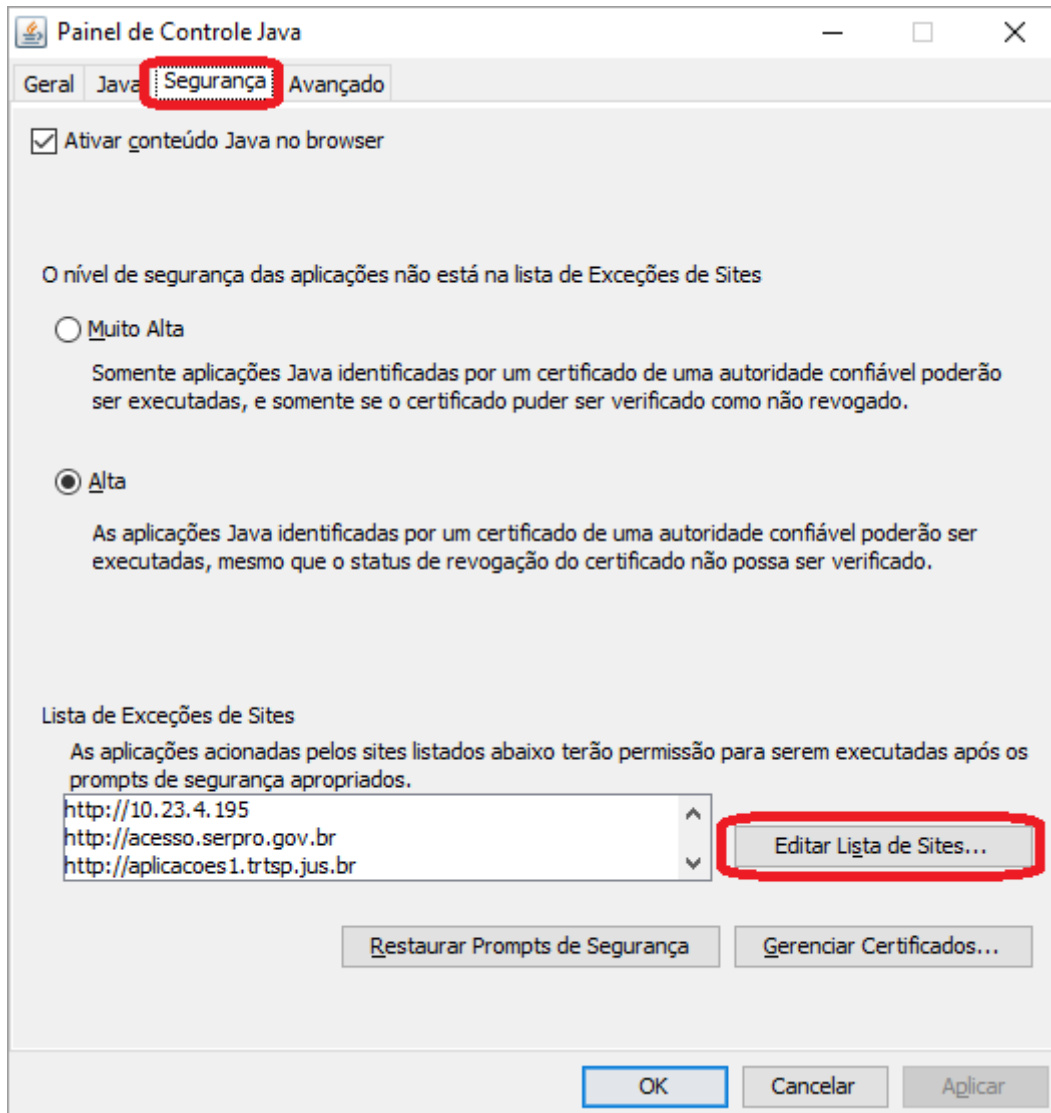 Painel de Controle Java
Geral Java Segurança Avançado
Ativar conteúdo Java no browser
O nível de segurança das aplicações não está na lista de Exceções de Sites
Muito Alta
Somente aplicações Java identificadas por um certificado de uma autoridade confiável poderão
ser executadas, e somente se o certificado puder ser verificado como não revogado.
Alta
As aplicações Java identificadas por um certificado de uma autoridade confiável poderão ser
executadas, mesmo que o status de revogação do certificado não possa ser verificado.
Lista de Exceções de Sites
As aplicações acionadas pelos sites listados abaixo terão permissão para serem executadas após os
prompts de segurança apropriados.
http://10.23.4.195
http://acesso.serpro.gov.br
http://aplicacoes1.trtsp.jus.br
Editar Lista de Sites...
Restaurar Prompts de Segurança Gerenciar Certificados...
OK Cancelar Aplicar